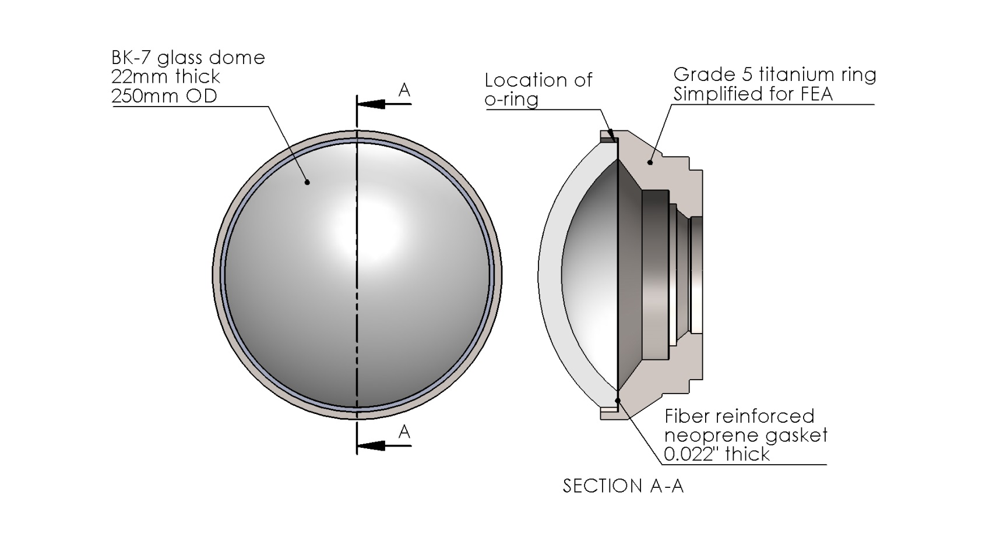 BK-7 glass dome
22mm thick
250mm OD
A
Location of
o-ring
Grade 5 titanium ring
Simplified for FEA
A
Fiber reinforced
neoprene gasket
0.022" thick
SECTION A-A